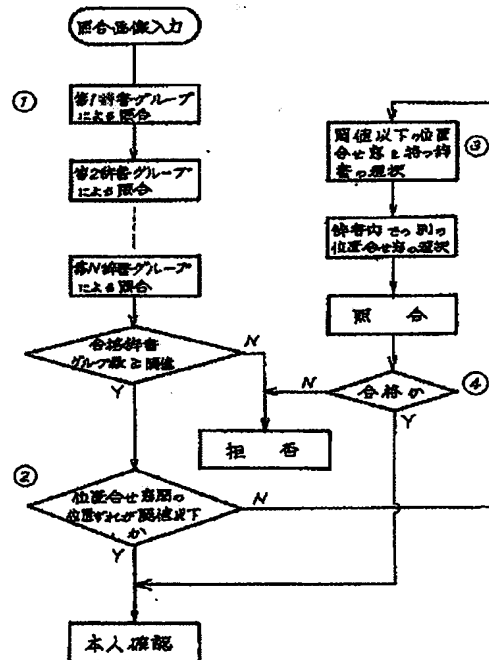 照合画像入力
①
第1辞書グループ
による照合
第2辞書グループ
による照合
第N辞書グループ
による照合
合格辞書
グループ数≧閾値
N
Y
拒否
②
位置合せ窓間の
位置ずれが閾値以下
か
N
Y
本人確認
③
閾値以下の位置
合せ窓を持つ辞
書の選択
辞書内での別の
位置合せ窓の選択
照合
④
合格か
N
Y